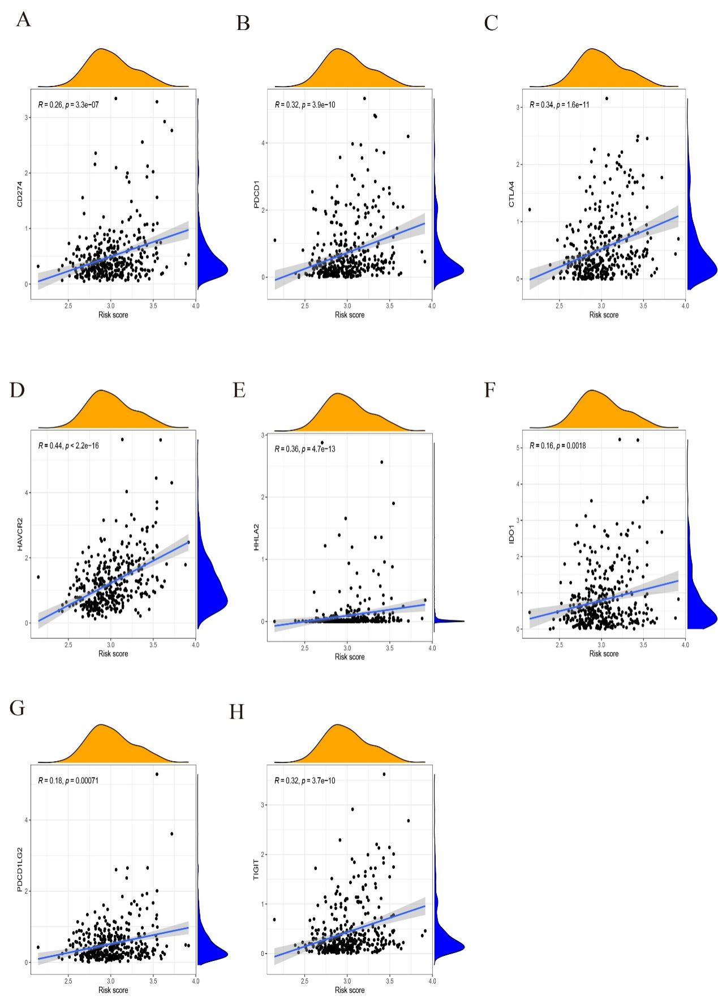 A
B
C
R = 0.26, p = 3.3e−07
CD274
3
2
1
0
2.5 3.0 3.5 4.0
Risk score
R = 0.32, p = 3.9e−10
PDCD1
4
2
0
2.5 3.0 3.5 4.0
Risk score
R = 0.34, p = 1.6e−11
CTLA4
3
2
1
0
2.5 3.0 3.5 4.0
Risk score
D
E
F
R = 0.44, p < 2.2e−16
HAVCR2
4
2
0
2.5 3.0 3.5 4.0
Risk score
R = 0.36, p = 4.7e−13
HHLA2
3
2
1
0
2.5 3.0 3.5 4.0
Risk score
R = 0.16, p = 0.0018
IDO1
5
4
3
2
1
0
2.5 3.0 3.5 4.0
Risk score
G
H
R = 0.18, p = 0.00071
PDCD1LG2
4
2
0
2.5 3.0 3.5 4.0
Risk score
R = 0.32, p = 3.7e−10
TIGIT
3
2
1
0
2.5 3.0 3.5 4.0
Risk score